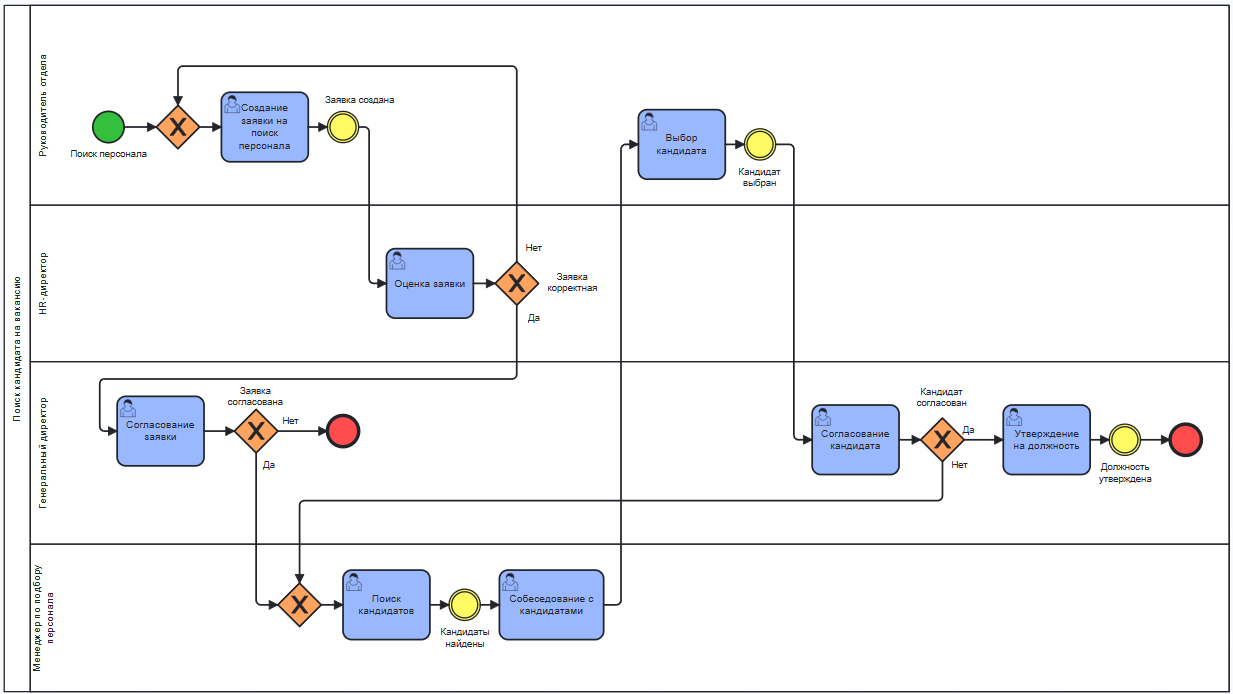 Поиск кандидата на вакансию
Руководитель отдела
Поиск персонала
Создание
заявки на
поиск
персонала
Заявка создана
Выбор
кандидата
Кандидат
выбран
HR-директор
Оценка заявки
Нет
Заявка
корректная
Да
Генеральный директор
Согласование
заявки
Заявка
согласована
Нет
Да
Согласование
кандидата
Кандидат
согласован
Да
Нет
Утверждение
на должность
Должность
утверждена
Менеджер по подбору
персонала
Поиск
кандидатов
Кандидаты
найдены
Собеседование с
кандидатами